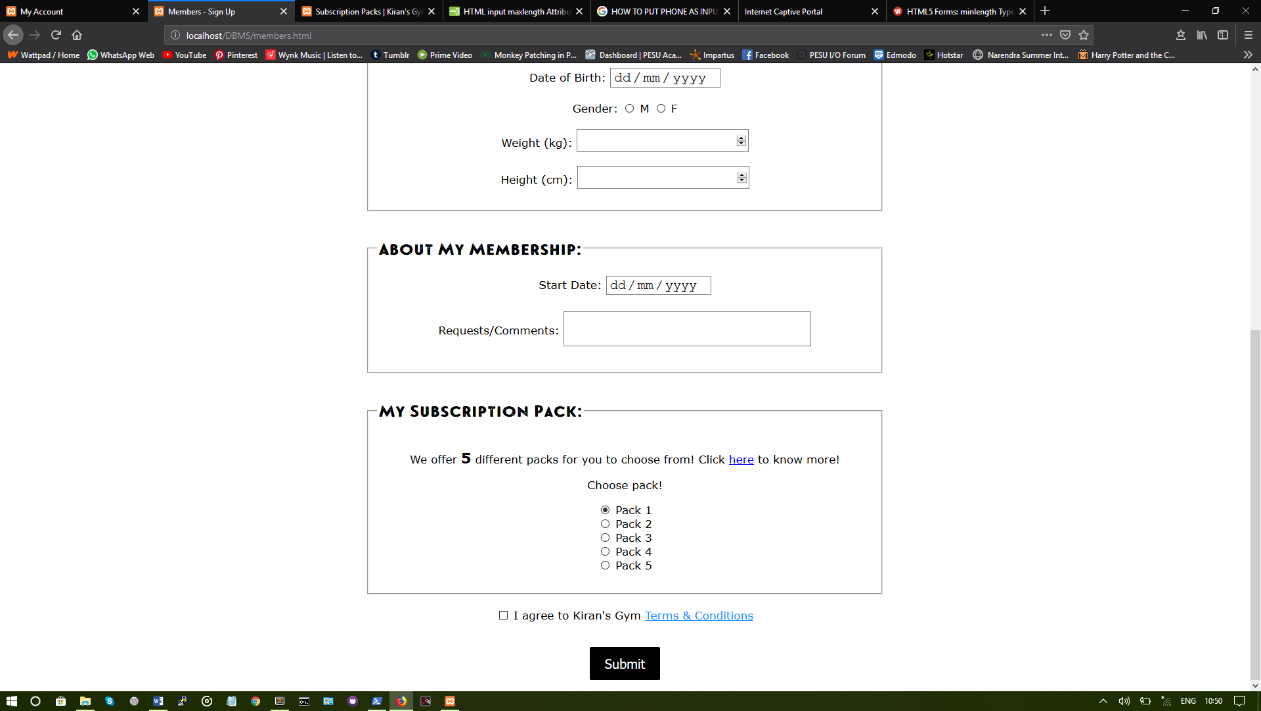 My Account
Members - Sign Up
Subscription Packs | Kiran's Gy
HTML input maxlength Attribu
HOW TO PUT PHONE AS INPU
Internet Captive Portal
HTML5 Forms: minlength Type
localhost/DBMS/members.html
Wattpad / Home
WhatsApp Web
YouTube
Pinterest
Wynk Music | Listen to...
Tumblr
Prime Video
Monkey Patching in P...
Dashboard | PESU Aca...
Impartus
Facebook
PESU I/O Forum
Edmodo
Hotstar
Narendra Summer Int...
Harry Potter and the C...
Date of Birth: dd / mm / yyyy
Gender: M F
Weight (kg):
Height (cm):
About My Membership:
Start Date: dd / mm / yyyy
Requests/Comments:
My Subscription Pack:
We offer 5 different packs for you to choose from! Click here to know more!
Choose pack!
Pack 1
Pack 2
Pack 3
Pack 4
Pack 5
I agree to Kiran's Gym Terms & Conditions
Submit
ENG 10:50